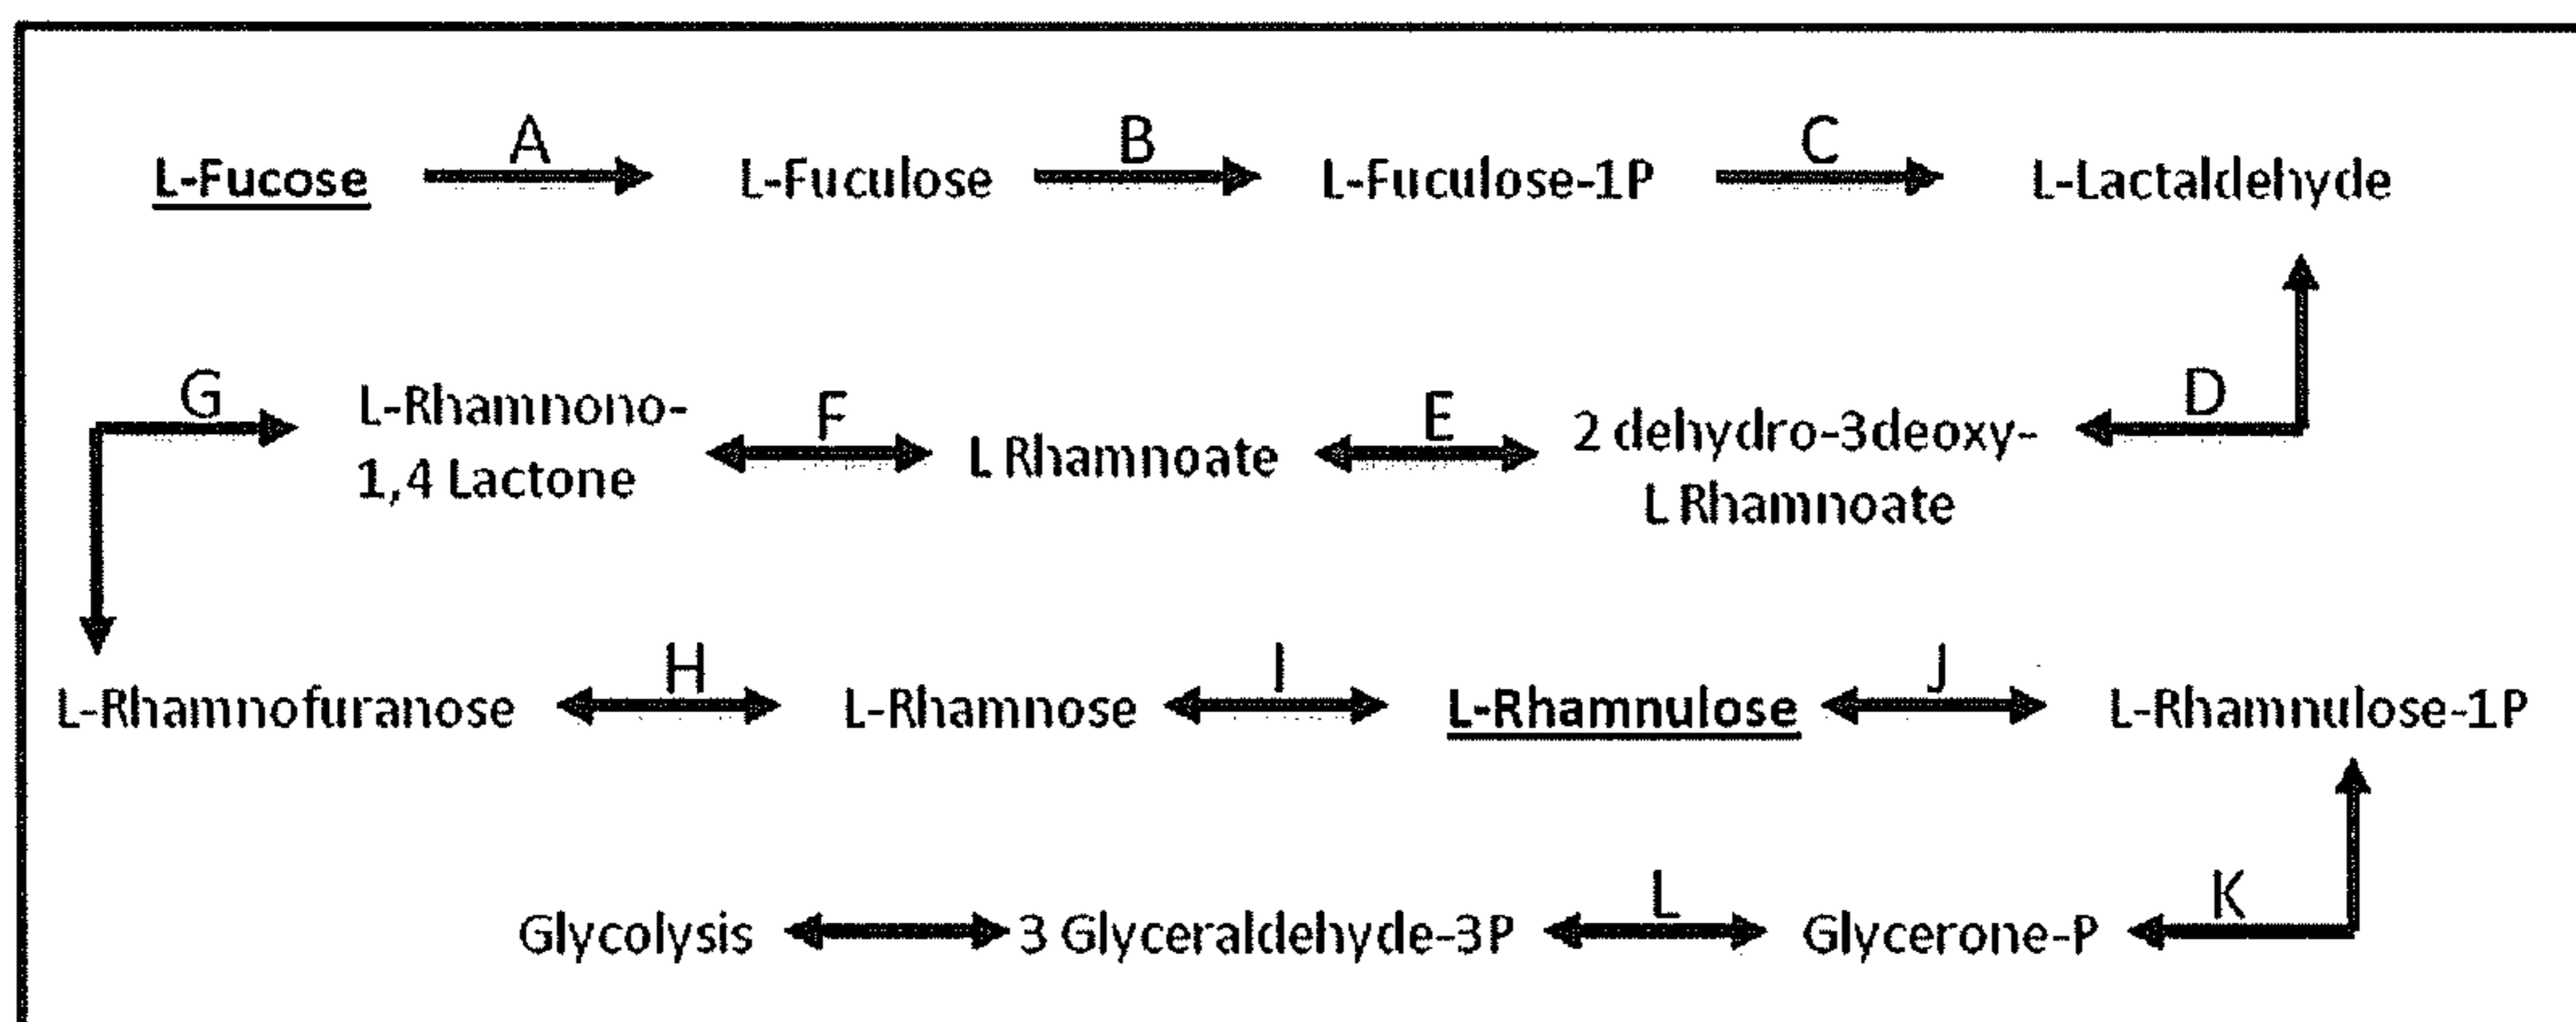 A B C
L-Fucose L-Fuculose L-Fuculose-1P L-Lactaldehyde
G L-Rhamnono- F E 2 dehydro-3deoxy- D
1,4 Lactone L Rhamnoate L Rhamnoate
H I J
L-Rhamnofuranose L-Rhamnose L-Rhamnulose L-Rhamnulose-1P
L K
Glycolysis 3 Glyceraldehyde-3P Glycerone-P